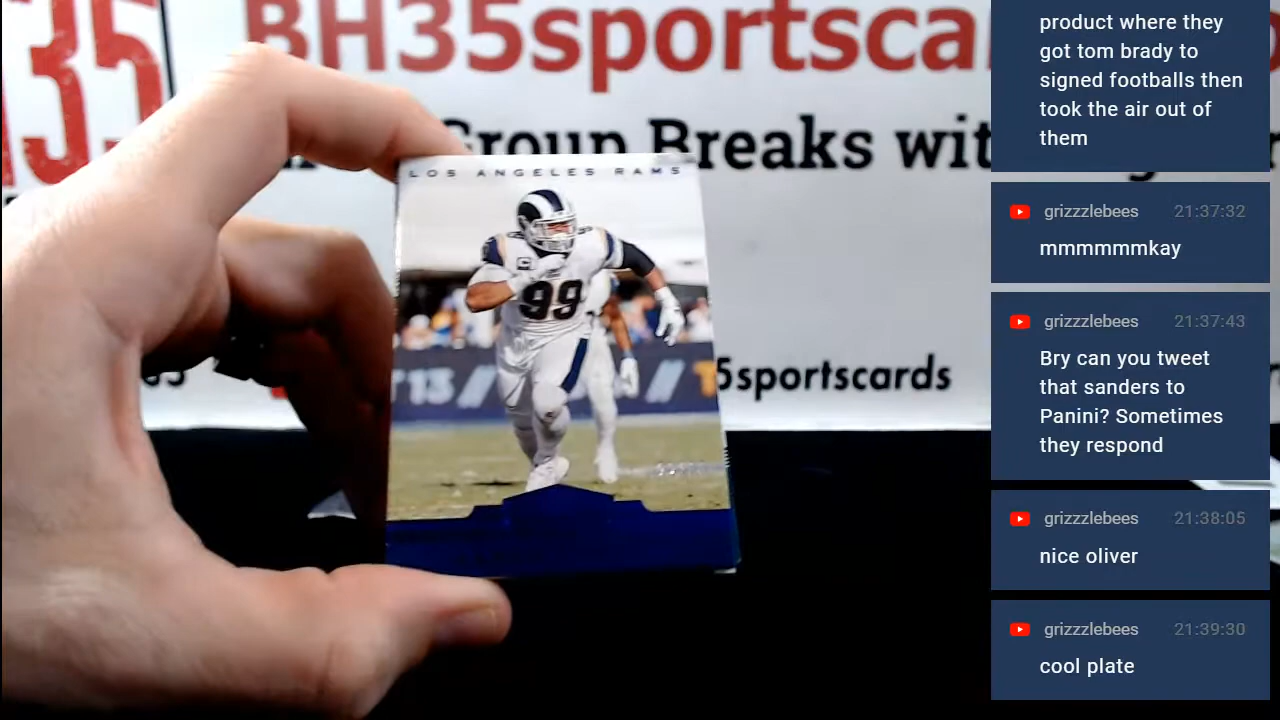 35
BH35sportsca
Group Breaks wit
5sportscards
LOS ANGELES RAMS
99
13
product where they
got tom brady to
signed footballs then
took the air out of
them
grizzzlebees 21:37:32
mmmmmmkay
grizzzlebees 21:37:43
Bry can you tweet
that sanders to
Panini? Sometimes
they respond
grizzzlebees 21:38:05
nice oliver
grizzzlebees 21:39:30
cool plate